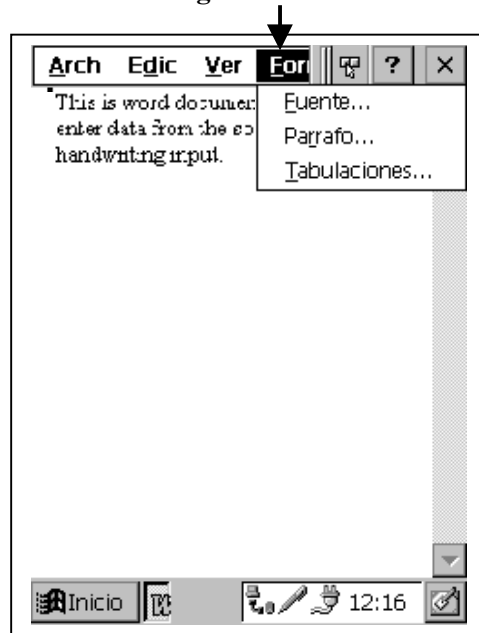 Arch Edic Ver For ? ×
Fuente...
Parrafo...
Tabulaciones...
This is word documen
enter data from the
handwriting input.
Inicio 12:16